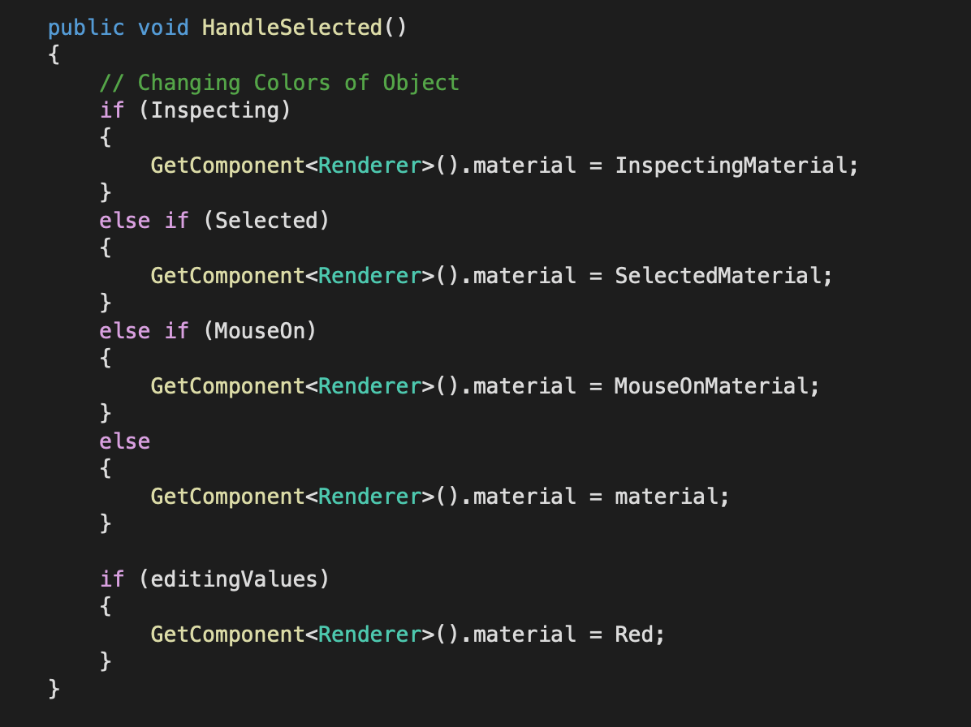 public void HandleSelected()
{
    // Changing Colors of Object
    if (Inspecting)
    {
        GetComponent<Renderer>().material = InspectingMaterial;
    }
    else if (Selected)
    {
        GetComponent<Renderer>().material = SelectedMaterial;
    }
    else if (MouseOn)
    {
        GetComponent<Renderer>().material = MouseOnMaterial;
    }
    else
    {
        GetComponent<Renderer>().material = material;
    }

    if (editingValues)
    {
        GetComponent<Renderer>().material = Red;
    }
}